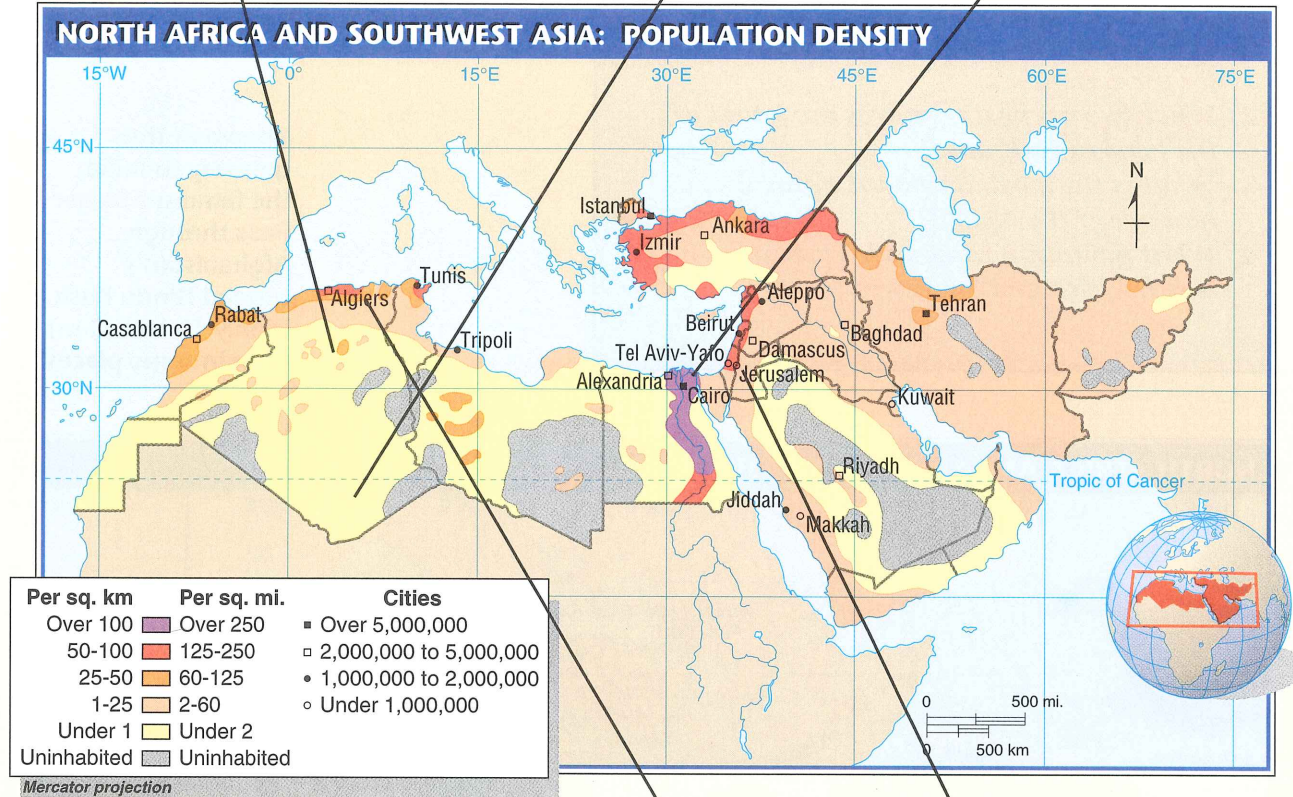 NORTH AFRICA AND SOUTHWEST ASIA: POPULATION DENSITY
15°W 0° 15°E 30°E 45°E 60°E 75°E
45°N
N
Istanbul
Ankara
Izmir
Tunis
Algiers
Aleppo
Tehran
Rabat
Casablanca
Beirut
Baghdad
Tripoli
Tel Aviv-Yafo
Damascus
Jerusalem
Alexandria
30°N
Cairo
Kuwait
Riyadh
Tropic of Cancer
Jiddah
Makkah
Per sq. km Per sq. mi. Cities
Over 100 Over 250 Over 5,000,000
50-100 125-250 2,000,000 to 5,000,000
25-50 60-125 1,000,000 to 2,000,000
1-25 2-60 Under 1,000,000
Under 1 Under 2
Uninhabited Uninhabited
0 500 mi.
0 500 km
Mercator projection